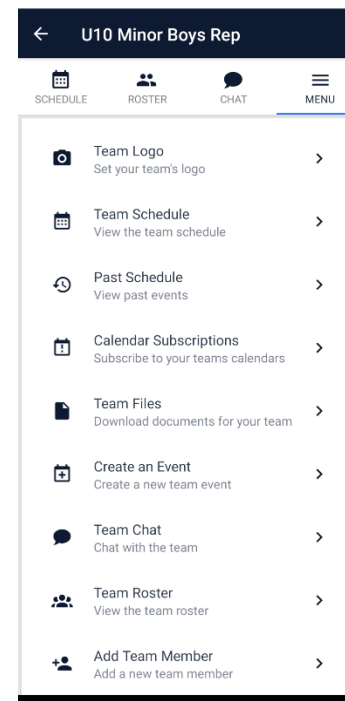 U10 Minor Boys Rep
SCHEDULE ROSTER CHAT MENU
Team Logo
Set your team's logo
Team Schedule
View the team schedule
Past Schedule
View past events
Calendar Subscriptions
Subscribe to your teams calendars
Team Files
Download documents for your team
Create an Event
Create a new team event
Team Chat
Chat with the team
Team Roster
View the team roster
Add Team Member
Add a new team member